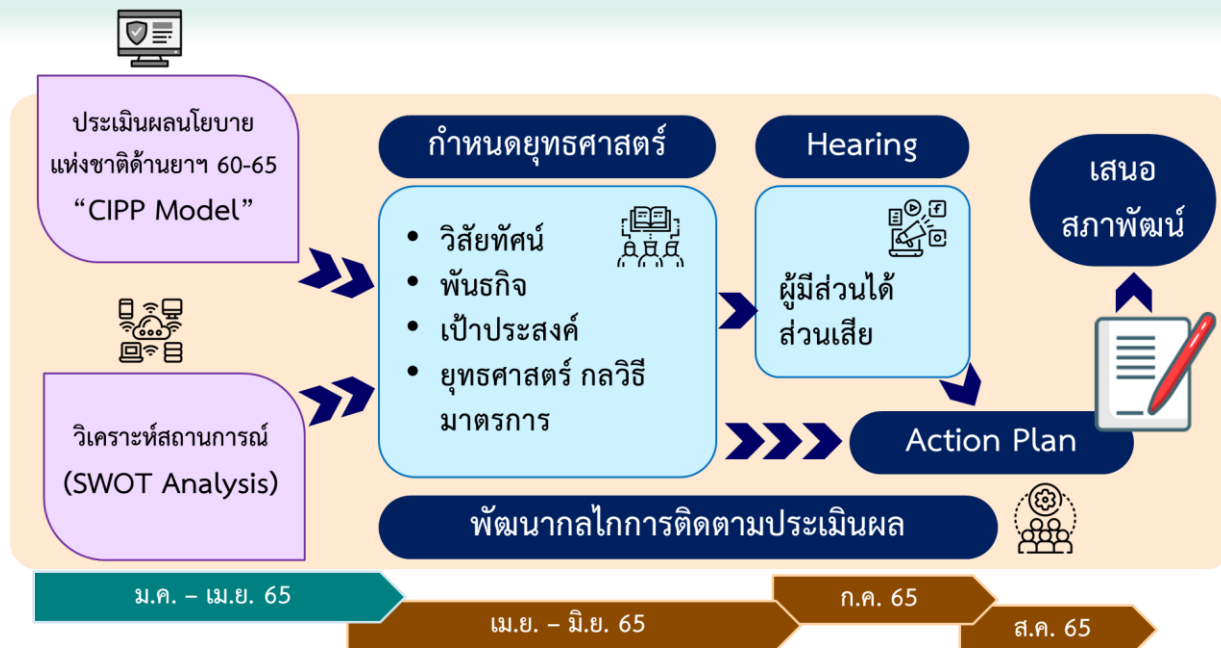 ประเมินผลนโยบาย
แห่งชาติด้านยาฯ 60-65
“CIPP Model”
วิเคราะห์สถานการณ์
(SWOT Analysis)
กำหนดยุทธศาสตร์
• วิสัยทัศน์
• พันธกิจ
• เป้าประสงค์
• ยุทธศาสตร์ กลวิธี
มาตรการ
Hearing
ผู้มีส่วนได้
ส่วนเสีย
เสนอ
สภาพัฒน์
Action Plan
พัฒนากลไกการติดตามประเมินผล
ม.ค. – เม.ย. 65
เม.ย. – มิ.ย. 65
ก.ค. 65
ส.ค. 65